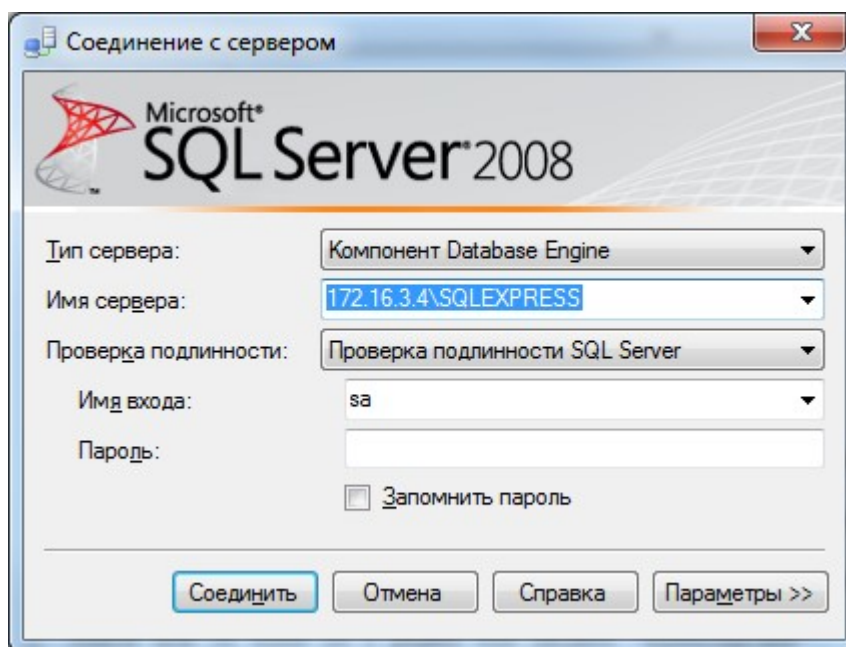 Соединение с сервером
Microsoft®
SQL Server® 2008
Тип сервера: Компонент Database Engine
Имя сервера: 172.16.3.4\SQLEXPRESS
Проверка подлинности: Проверка подлинности SQL Server
Имя входа: sa
Пароль:
Запомнить пароль
Соединить Отмена Справка Параметры >>